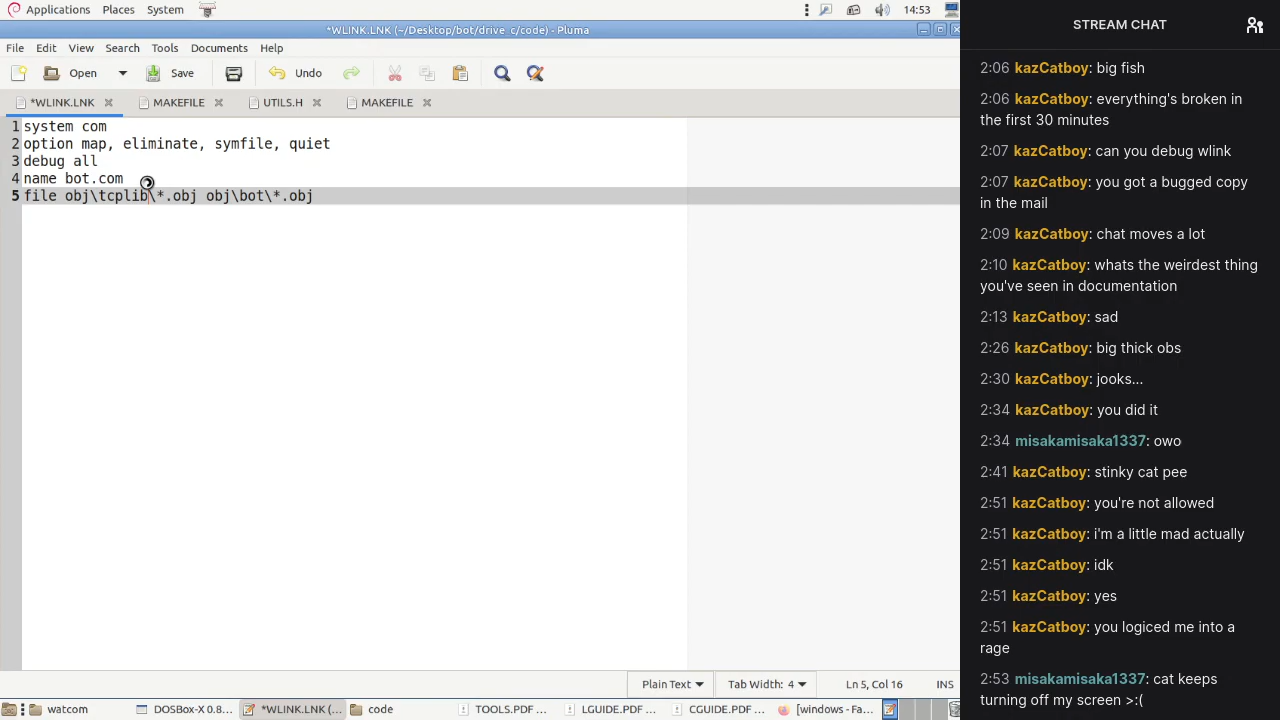 Applications Places System 14:53
*WLINK.LNK (~/Desktop/bot/drive_c/code) - Pluma
File Edit View Search Tools Documents Help
Open Save Undo
*WLINK.LNK MAKEFILE UTILS.H MAKEFILE
1 system com
2 option map, eliminate, symfile, quiet
3 debug all
4 name bot.com
5 file obj\tcplib\*.obj obj\bot\*.obj
Plain Text Tab Width: 4 Ln 5, Col 16 INS
watcom DOSBox-X 0.8... *WLINK.LNK (... code TOOLS.PDF ... LGUIDE.PDF ... CGUIDE.PDF ... [windows - Fa...
STREAM CHAT
2:06 kazCatboy: big fish
2:06 kazCatboy: everything's broken in
the first 30 minutes
2:07 kazCatboy: can you debug wlink
2:07 kazCatboy: you got a bugged copy
in the mail
2:09 kazCatboy: chat moves a lot
2:10 kazCatboy: whats the weirdest thing
you've seen in documentation
2:13 kazCatboy: sad
2:26 kazCatboy: big thick obs
2:30 kazCatboy: jooks...
2:34 kazCatboy: you did it
2:34 misakamisaka1337: owo
2:41 kazCatboy: stinky cat pee
2:51 kazCatboy: you're not allowed
2:51 kazCatboy: i'm a little mad actually
2:51 kazCatboy: idk
2:51 kazCatboy: yes
2:51 kazCatboy: you logiced me into a
rage
2:53 misakamisaka1337: cat keeps
turning off my screen >:(